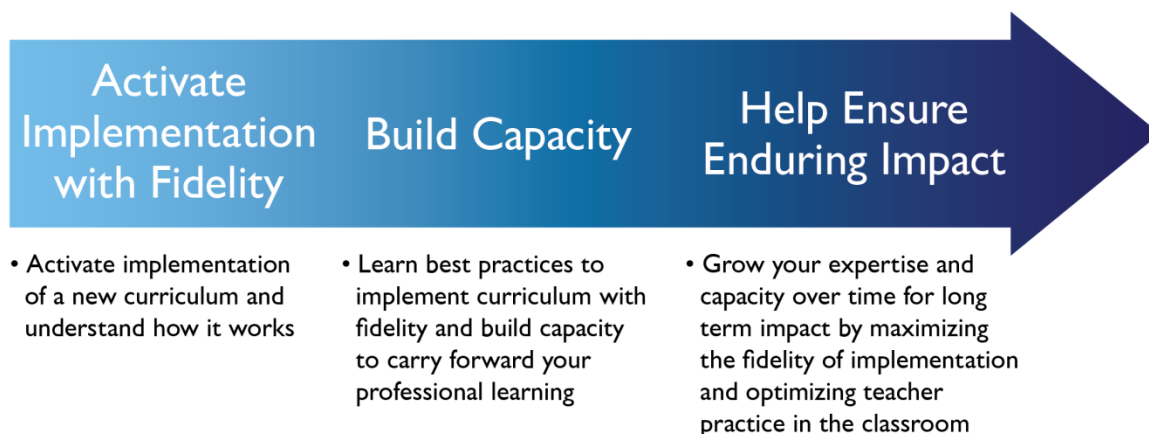 Activate
Implementation
with Fidelity
Build Capacity
Help Ensure
Enduring Impact
• Activate implementation
of a new curriculum and
understand how it works
• Learn best practices to
implement curriculum with
fidelity and build capacity
to carry forward your
professional learning
• Grow your expertise and
capacity over time for long
term impact by maximizing
the fidelity of implementation
and optimizing teacher
practice in the classroom